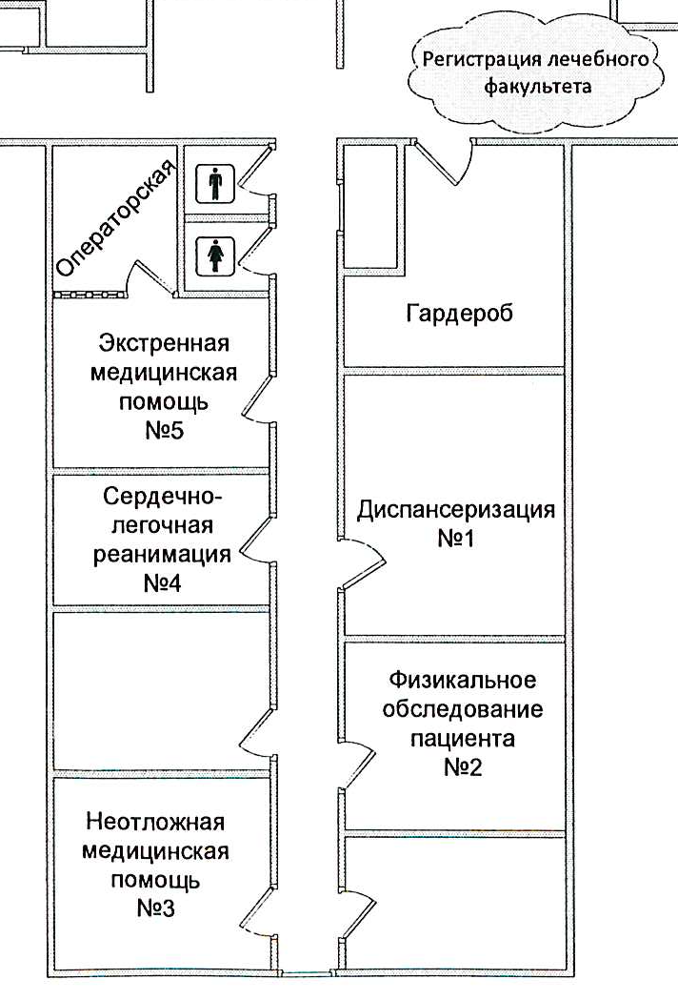 Регистрация лечебного
факультета
Операторская
Гардероб
Экстренная
медицинская
помощь
№5
Сердечно-
легочная
реанимация
№4
Диспансеризация
№1
Физикальное
обследование
пациента
№2
Неотложная
медицинская
помощь
№3